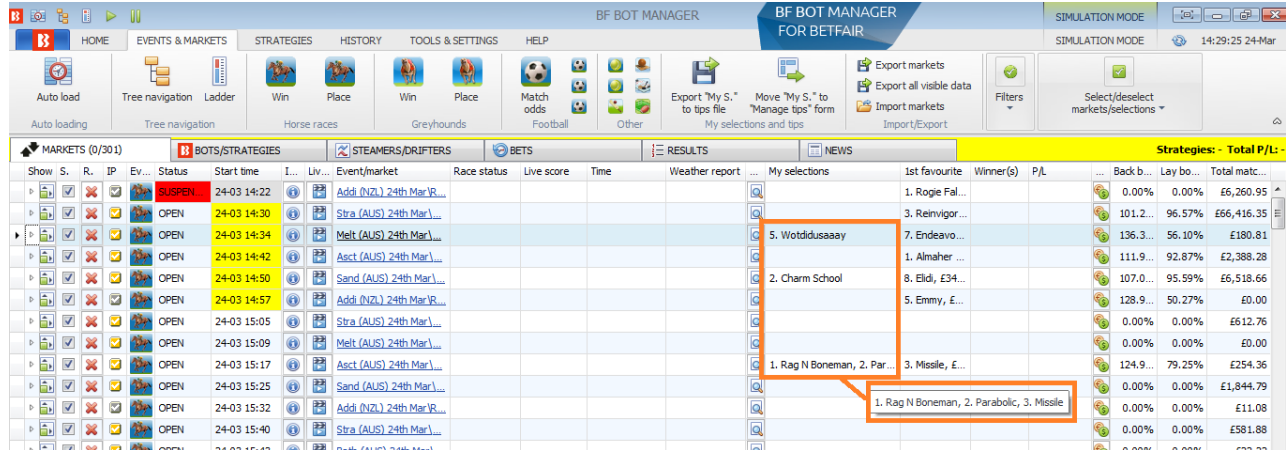 BF BOT MANAGER
BF BOT MANAGER
FOR BETFAIR
SIMULATION MODE
HOME EVENTS & MARKETS STRATEGIES HISTORY TOOLS & SETTINGS HELP SIMULATION MODE 14:29:25 24-Mar
Auto load Tree navigation Ladder Win Place Win Place Match odds Export "My S." to tips file Move "My S." to "Manage tips" form Export markets Export all visible data Import markets Filters Select/deselect markets/selections
Auto loading Tree navigation Horse races Greyhounds Football Other My selections and tips Import/Export
MARKETS (0/301) BOTS/STRATEGIES STEAMERS/DRIFTERS BETS RESULTS NEWS Strategies: - Total P/L: -
Show S. R. IP Ev... Status Start time I... Liv... Event/market Race status Live score Time Weather report ... My selections 1st favourite Winner(s) P/L ... Back b... Lay bo... Total matc...
SUSPEN... 24-03 14:22 Addi (NZL) 24th Mar\R... 1. Rogie Fal... 0.00% 0.00% £6,260.95
OPEN 24-03 14:30 Stra (AUS) 24th Mar\... 3. Reinvigor... 101.2... 96.57% £66,416.35
OPEN 24-03 14:34 Melt (AUS) 24th Mar\... 5. Wotdidusaaay 7. Endeavo... 136.3... 56.10% £180.81
OPEN 24-03 14:42 Asct (AUS) 24th Mar\... 1. Almaher ... 111.9... 92.87% £2,388.28
OPEN 24-03 14:50 Sand (AUS) 24th Mar\... 2. Charm School 8. Elidi, £34... 107.0... 95.59% £6,518.66
OPEN 24-03 14:57 Addi (NZL) 24th Mar\R... 5. Emmy, £... 128.9... 50.27% £0.00
OPEN 24-03 15:05 Stra (AUS) 24th Mar\... 0.00% 0.00% £612.76
OPEN 24-03 15:09 Melt (AUS) 24th Mar\... 0.00% 0.00% £0.00
OPEN 24-03 15:17 Asct (AUS) 24th Mar\... 1. Rag N Boneman, 2. Par... 3. Missile, £... 124.9... 79.25% £254.36
OPEN 24-03 15:25 Sand (AUS) 24th Mar\... 0.00% 0.00% £1,844.79
1. Rag N Boneman, 2. Parabolic, 3. Missile
OPEN 24-03 15:32 Addi (NZL) 24th Mar\R... 0.00% 0.00% £11.08
OPEN 24-03 15:40 Stra (AUS) 24th Mar\... 0.00% 0.00% £581.88